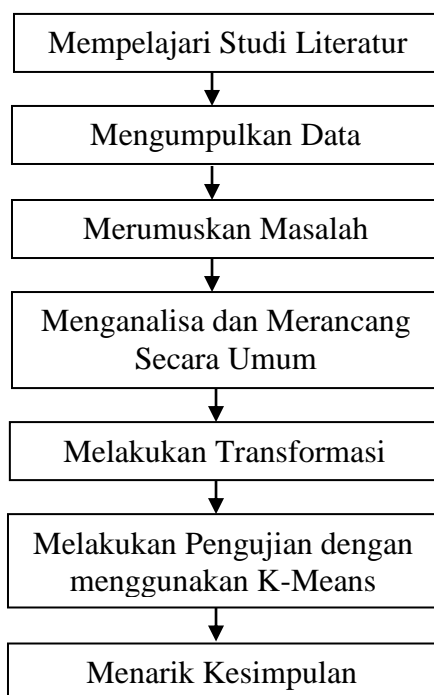 Mempelajari Studi Literatur
Mengumpulkan Data
Merumuskan Masalah
Menganalisa dan Merancang
Secara Umum
Melakukan Transformasi
Melakukan Pengujian dengan
menggunakan K-Means
Menarik Kesimpulan